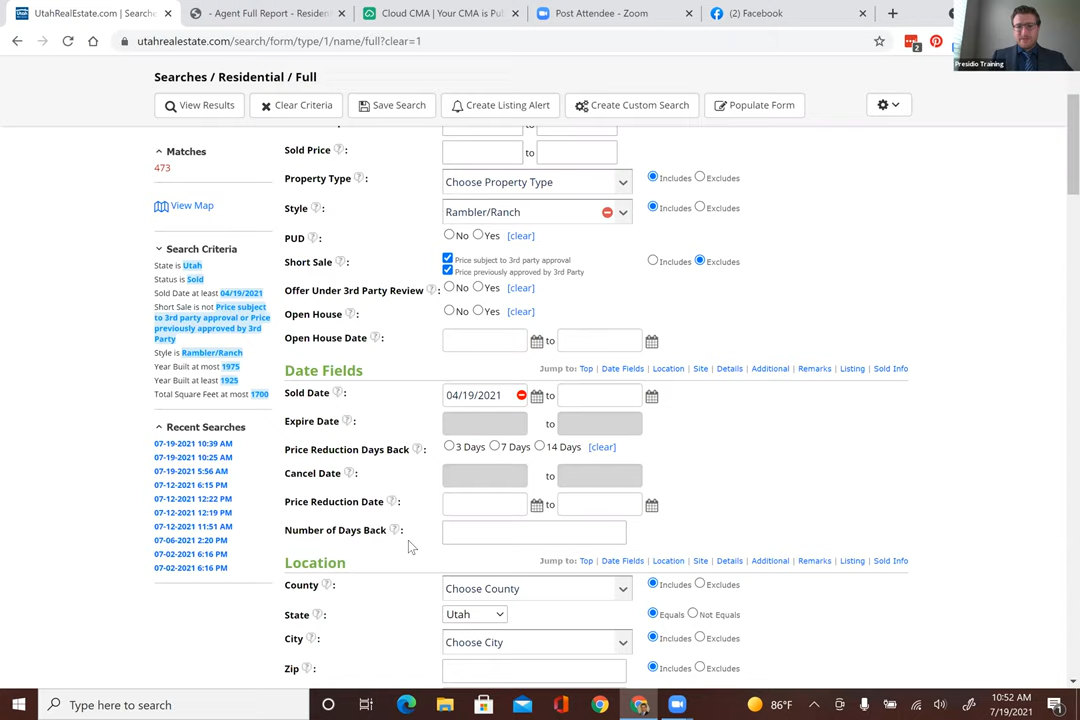 UtahRealEstate.com | Searche
- Agent Full Report - Residen
Cloud CMA | Your CMA is Pu
Post Attendee - Zoom
(2) Facebook
utahrealestate.com/search/form/type/1/name/full?clear=1
2
Presidio Training
Searches / Residential / Full
View Results
Clear Criteria
Save Search
Create Listing Alert
Create Custom Search
Populate Form
Matches
473
View Map
Search Criteria
State is Utah
Status is Sold
Sold Date at least 04/19/2021
Short Sale is not Price subject
to 3rd party approval or Price
previously approved by 3rd
Party
Style is Rambler/Ranch
Year Built at most 1975
Year Built at least 1925
Total Square Feet at most 1700
Recent Searches
07-19-2021 10:39 AM
07-19-2021 10:25 AM
07-19-2021 5:56 AM
07-12-2021 6:15 PM
07-12-2021 12:22 PM
07-12-2021 12:19 PM
07-12-2021 11:51 AM
07-06-2021 2:20 PM
07-02-2021 6:16 PM
07-02-2021 6:16 PM
to
Sold Price ?: to
Property Type ?: Choose Property Type Includes Excludes
Style ?: Rambler/Ranch Includes Excludes
PUD ?: No Yes [clear]
Short Sale ?: Price subject to 3rd party approval Includes Excludes
Price previously approved by 3rd Party
Offer Under 3rd Party Review ?: No Yes [clear]
Open House ?: No Yes [clear]
Open House Date ?: to
Date Fields Jump to: Top | Date Fields | Location | Site | Details | Additional | Remarks | Listing | Sold Info
Sold Date ?: 04/19/2021 to
Expire Date ?: to
Price Reduction Days Back ?: 3 Days 7 Days 14 Days [clear]
Cancel Date ?: to
Price Reduction Date ?: to
Number of Days Back ?:
Location Jump to: Top | Date Fields | Location | Site | Details | Additional | Remarks | Listing | Sold Info
County ?: Choose County Includes Excludes
State ?: Utah Equals Not Equals
City ?: Choose City Includes Excludes
Zip ?: Includes Excludes
Type here to search
86°F
10:52 AM
7/19/2021
1